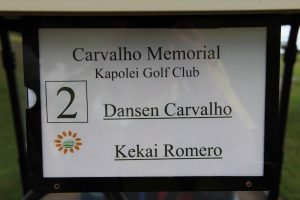 Carvalho Memorial
Kapolei Golf Club
2
Dansen Carvalho
Kekai Romero